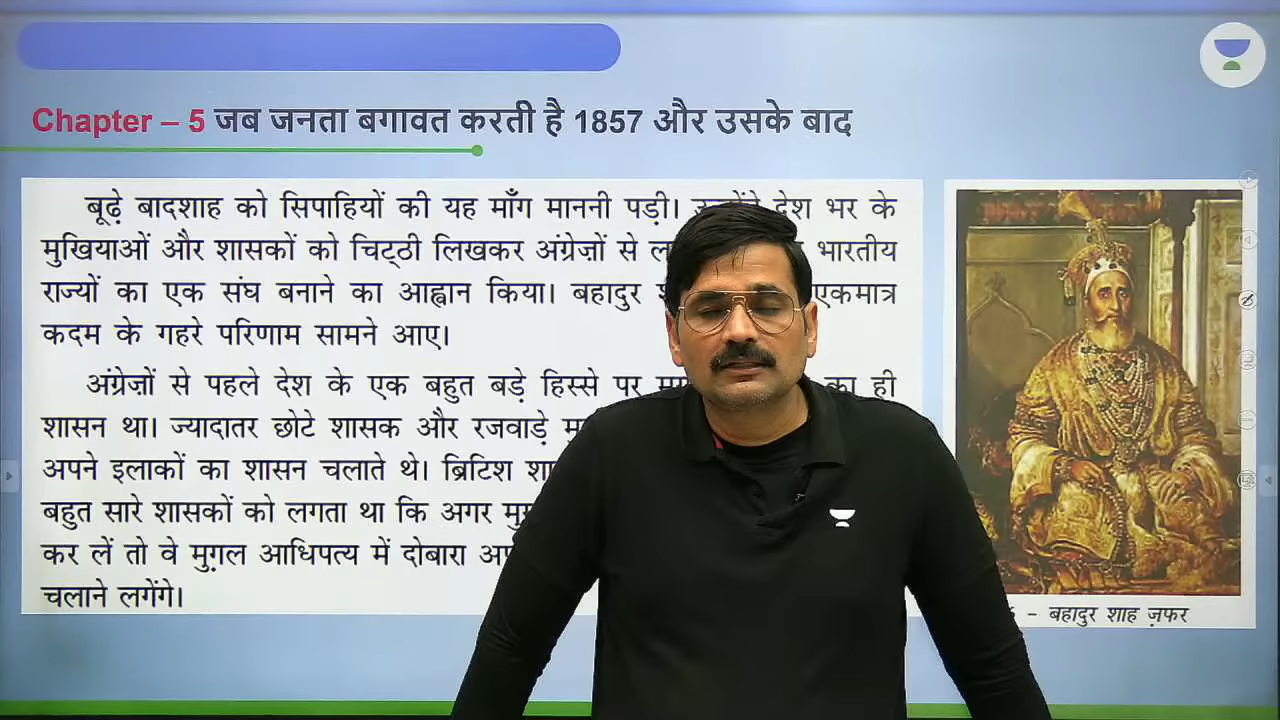 Chapter – 5 जब जनता बगावत करती है 1857 और उसके बाद
बूढ़े बादशाह को सिपाहियों की यह माँग माननी पड़ी। देश भर के
मुखियाओं और शासकों को चिट्ठी लिखकर अंग्रेज़ों से भारतीय
राज्यों का एक संघ बनाने का आह्वान किया। बहादुर एकमात्र
कदम के गहरे परिणाम सामने आए।
अंग्रेज़ों से पहले देश के एक बहुत बड़े हिस्से पर का ही
शासन था। ज्यादातर छोटे शासक और रजवाड़े
अपने इलाकों का शासन चलाते थे। ब्रिटिश
बहुत सारे शासकों को लगता था कि अगर
कर लें तो वे मुग़ल आधिपत्य में दोबारा
चलाने लगेंगे।
– बहादुर शाह ज़फर